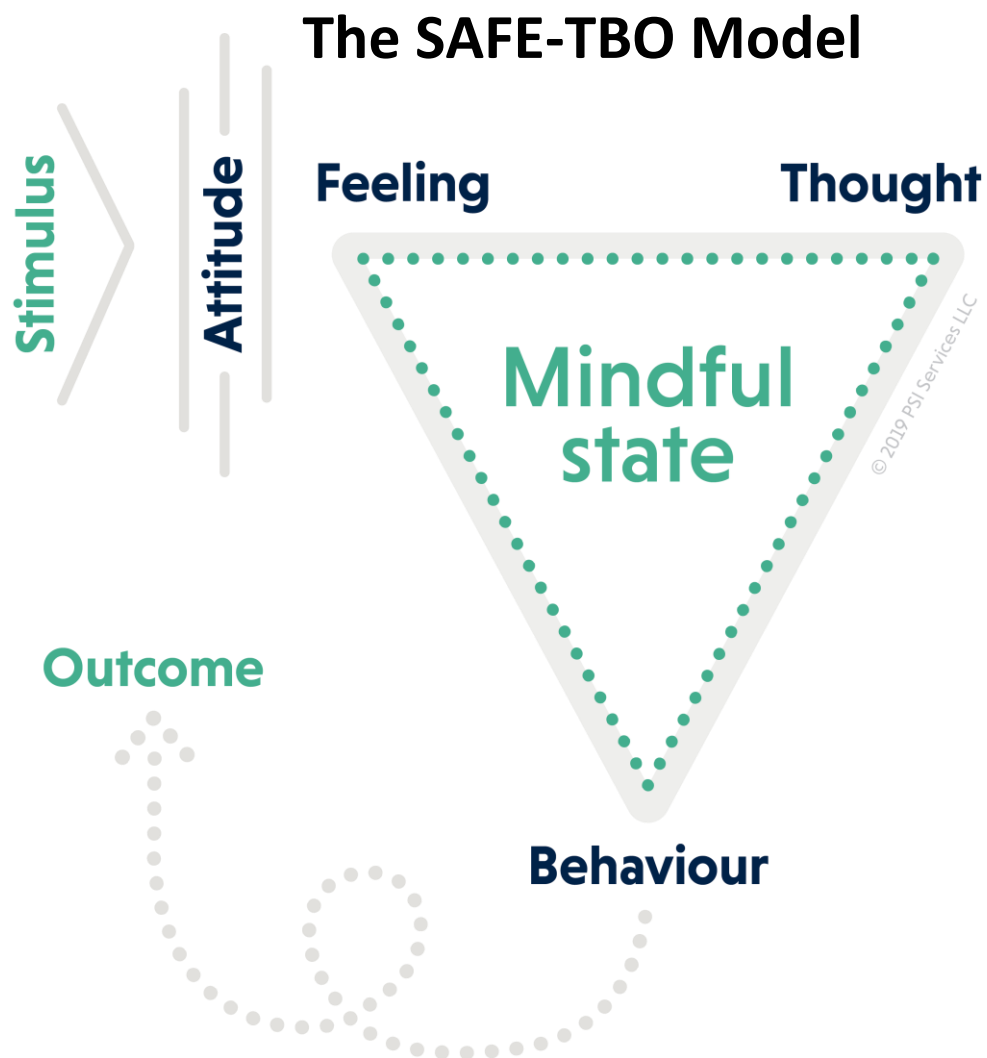 The SAFE-TBO Model
Stimulus
Attitude
Feeling
Thought
Mindful
state
© 2019 PSI Services LLC
Outcome
Behaviour